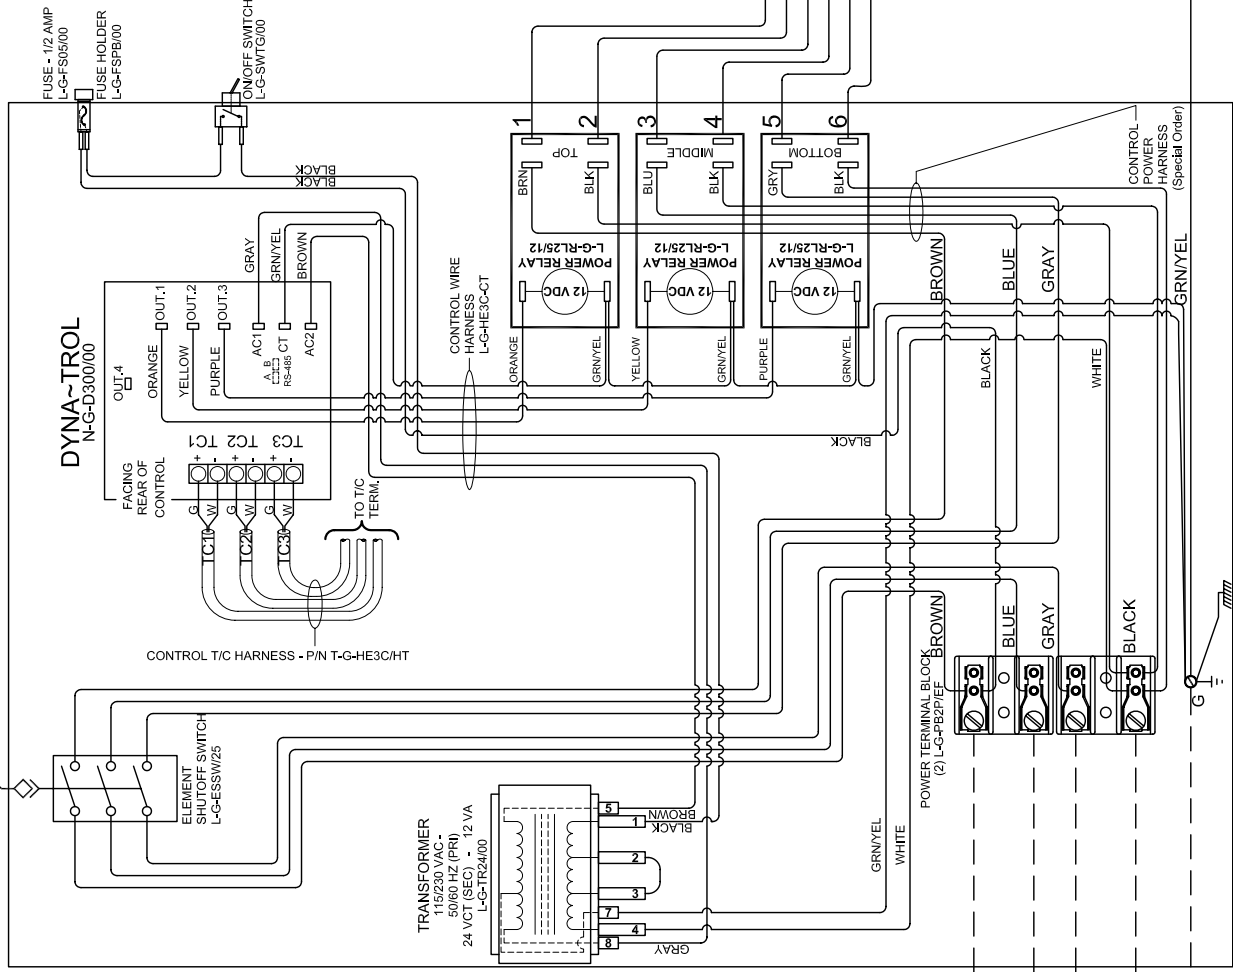 FUSE - 1/2 AMP
L-G-FS05/00
FUSE HOLDER
L-G-FSPB/00
ON/OFF SWITCH
L-G-SWTG/00
BLACK
BLACK
DYNA~TROL
N-G-D300/00
OUT.4
OUT.1
OUT.2
OUT.3
ORANGE
YELLOW
PURPLE
GRAY
GRN/YEL
BROWN
AC1
A B
RS-485
CT
AC2
TC1
TC2
TC3
+
-
+
-
+
-
FACING
REAR OF
CONTROL
G
W
G
W
G
W
TC1
TC2
TC3
TO T/C
TERM.
CONTROL T/C HARNESS - P/N T-G-HE3C/HT
CONTROL WIRE
HARNESS
L-G-HE3C-CT
1
2
3
4
5
6
TOP
MIDDLE
BOTTOM
BRN
BLK
BLU
BLK
GRY
BLK
POWER RELAY
L-G-RL25/12
POWER RELAY
L-G-RL25/12
POWER RELAY
L-G-RL25/12
12 VDC
12 VDC
12 VDC
ORANGE
GRN/YEL
YELLOW
GRN/YEL
PURPLE
GRN/YEL
BLACK
CONTROL
POWER
HARNESS
(Special Order)
BROWN
BLUE
GRAY
GRN/YEL
BLACK
WHITE
BROWN
BLUE
GRAY
BLACK
POWER TERMINAL BLOCK
(2) L-G-PB2P/EF
G
ELEMENT
SHUTOFF SWITCH
L-G-ESSW/25
TRANSFORMER
115/230 VAC -
50/60 HZ (PRI)
24 VCT (SEC) - 12 VA
L-G-TR24/00
5
1
2
3
7
4
8
BROWN
BLACK
GRAY
GRN/YEL
WHITE